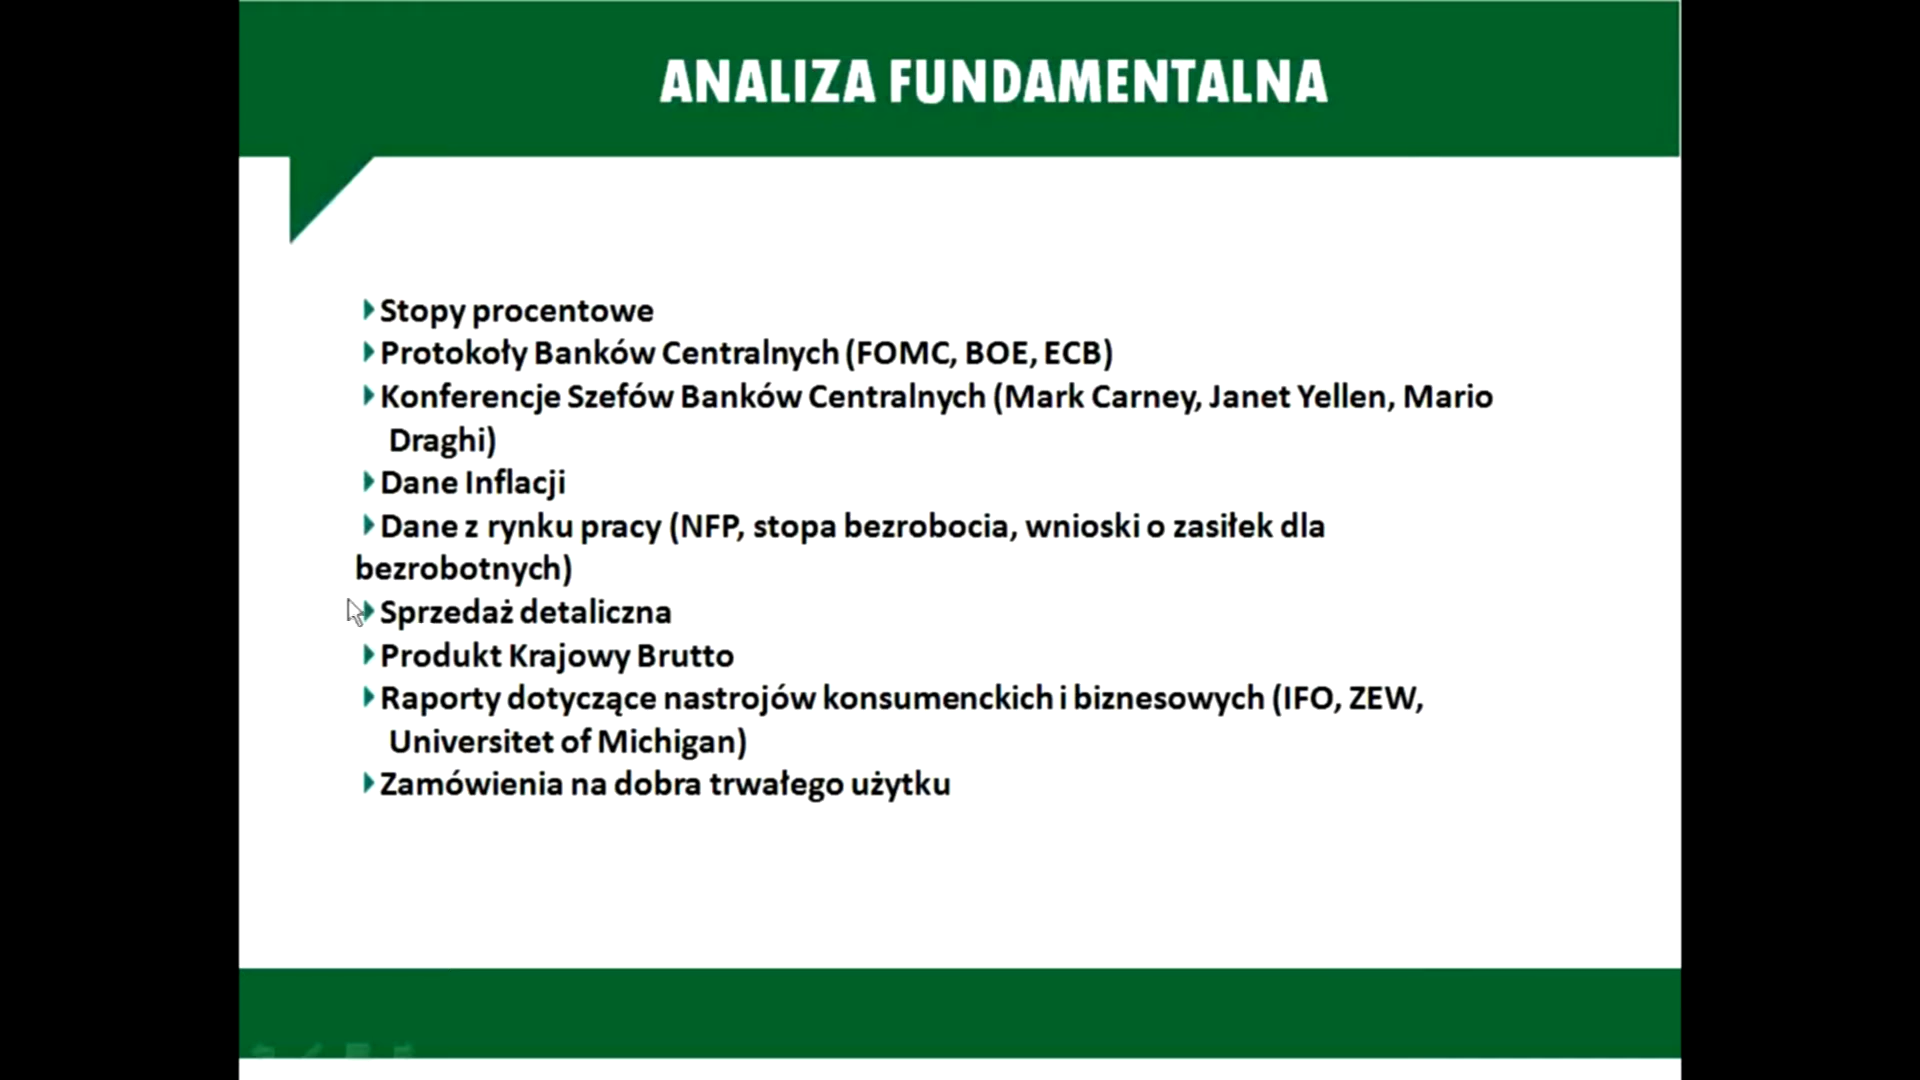 ANALIZA FUNDAMENTALNA
Stopy procentowe
Protokoły Banków Centralnych (FOMC, BOE, ECB)
Konferencje Szefów Banków Centralnych (Mark Carney, Janet Yellen, Mario
Draghi)
Dane Inflacji
Dane z rynku pracy (NFP, stopa bezrobocia, wnioski o zasiłek dla
bezrobotnych)
Sprzedaż detaliczna
Produkt Krajowy Brutto
Raporty dotyczące nastrojów konsumenckich i biznesowych (IFO, ZEW,
Universitet of Michigan)
Zamówienia na dobra trwałego użytku